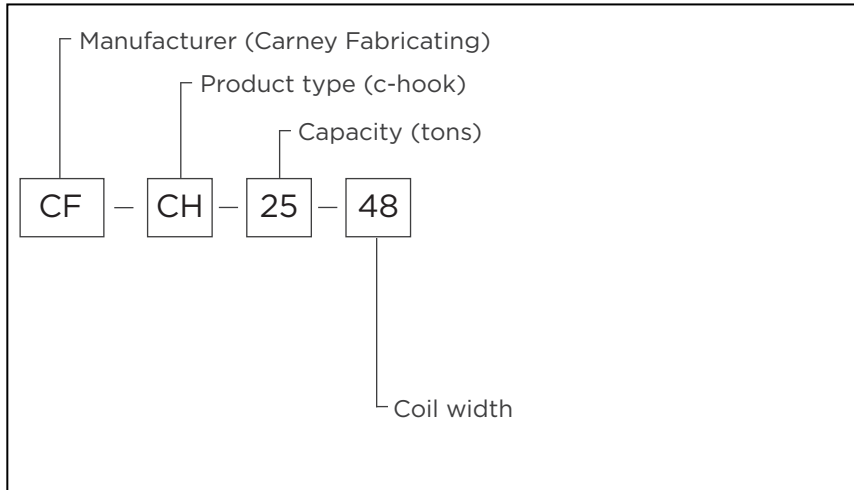 Manufacturer (Carney Fabricating)
Product type (c-hook)
Capacity (tons)
CF – CH – 25 – 48
Coil width